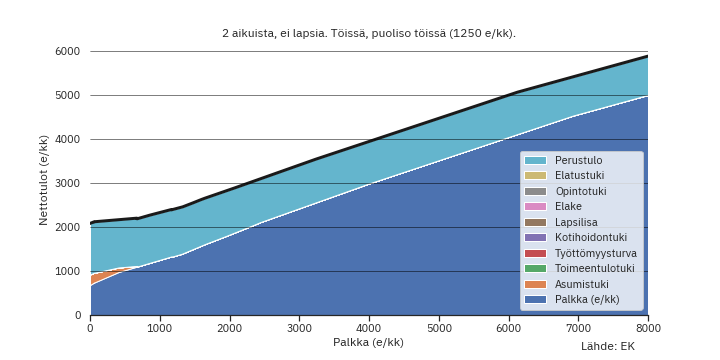 2 aikuista, ei lapsia. Töissä, puoliso töissä (1250 e/kk).
Nettotulot (e/kk)
6000
5000
4000
3000
2000
1000
0
Perustulo
Elatustuki
Opintotuki
Elake
Lapsilisa
Kotihoidontuki
Työttömyysturva
Toimeentulotuki
Asumistuki
Palkka (e/kk)
0 1000 2000 3000 4000 5000 6000 7000 8000
Palkka (e/kk)
Lähde: EK